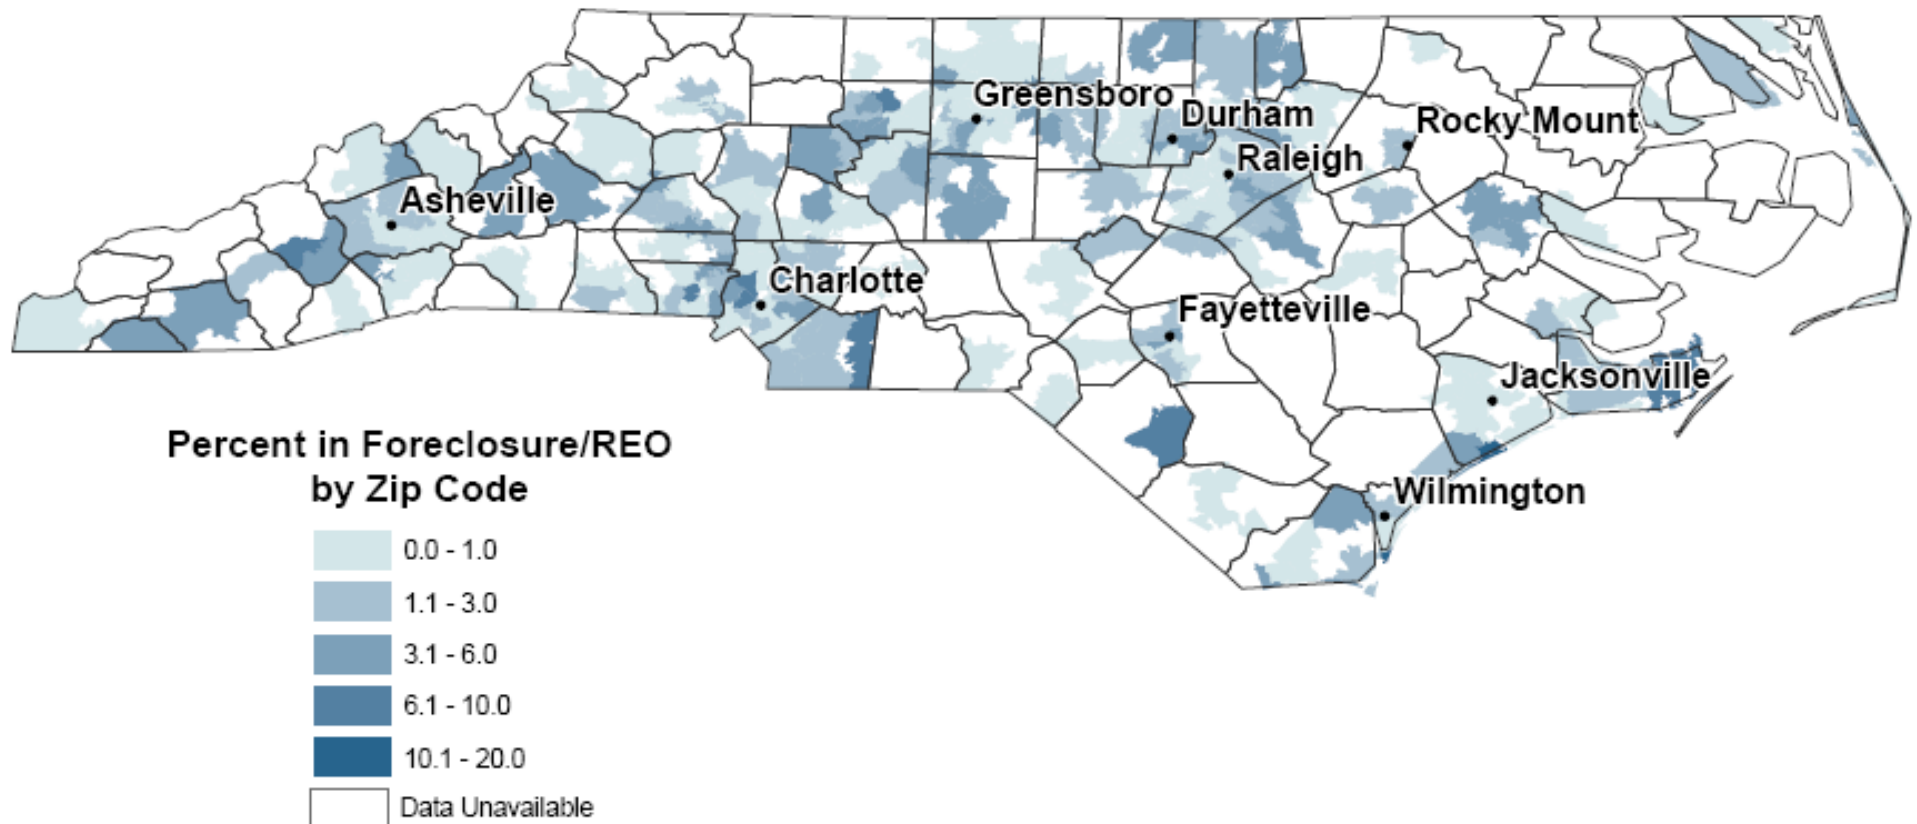 Greensboro
Durham
Rocky Mount
Raleigh
Asheville
Charlotte
Fayetteville
Jacksonville
Wilmington
Percent in Foreclosure/REO
by Zip Code
0.0 - 1.0
1.1 - 3.0
3.1 - 6.0
6.1 - 10.0
10.1 - 20.0
Data Unavailable